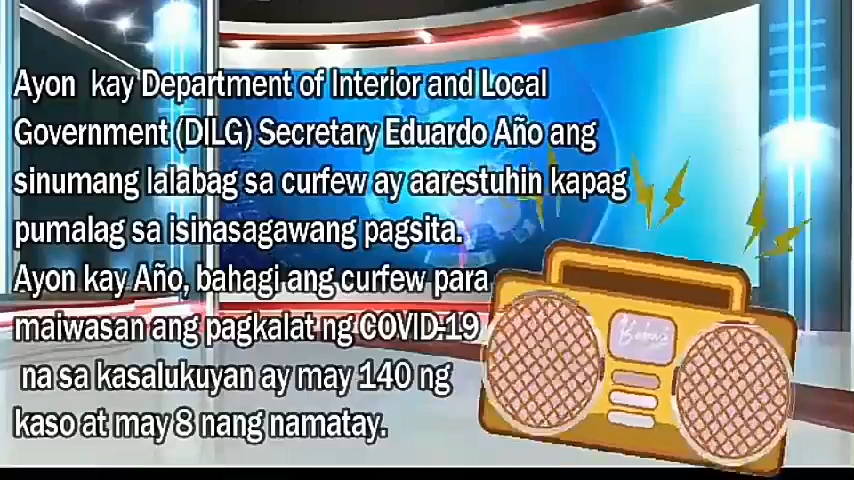 Ayon kay Department of Interior and Local
Government (DILG) Secretary Eduardo Año ang
sinumang lalabag sa curfew ay aarestuhin kapag
pumalag sa isinasagawang pagsita.
Ayon kay Año, bahagi ang curfew para
maiwasan ang pagkalat ng COVID-19
na sa kasalukuyan ay may 140 ng
kaso at may 8 nang namatay.